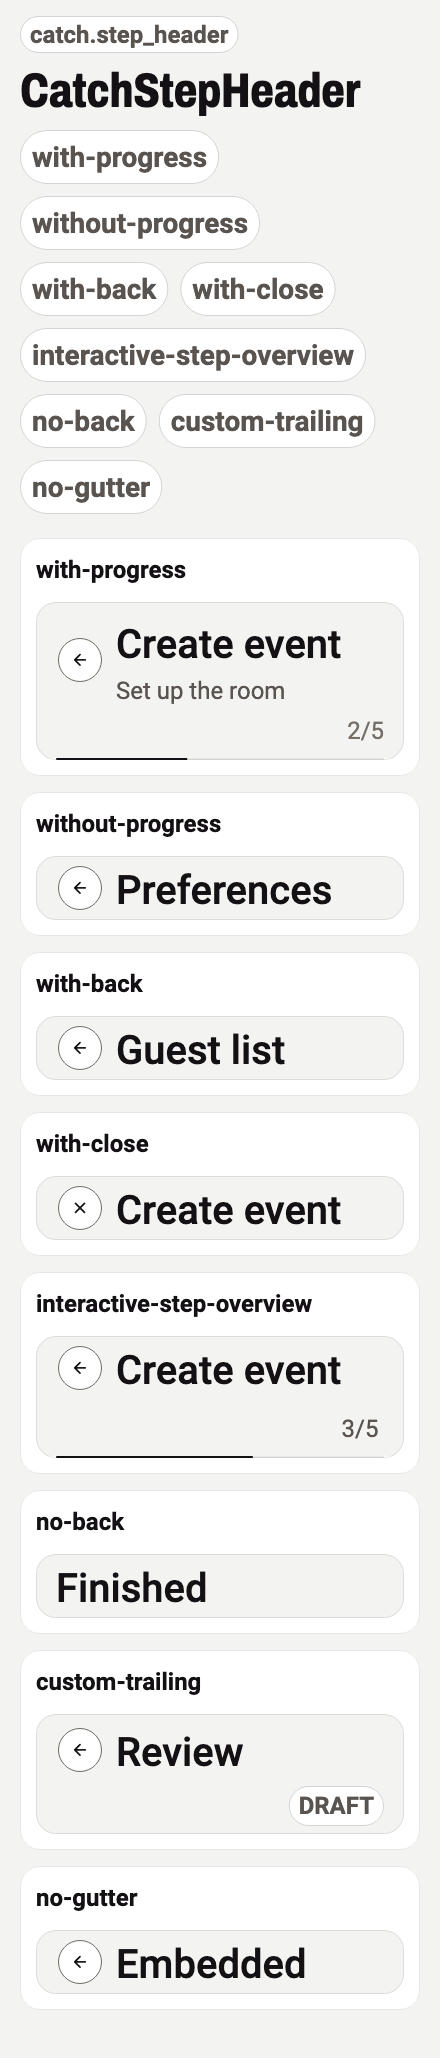 catch.step_header
CatchStepHeader
with-progress
without-progress
with-back with-close
interactive-step-overview
no-back custom-trailing
no-gutter
with-progress
Create event
Set up the room
2/5
without-progress
Preferences
with-back
Guest list
with-close
Create event
interactive-step-overview
Create event
3/5
no-back
Finished
custom-trailing
Review
DRAFT
no-gutter
Embedded